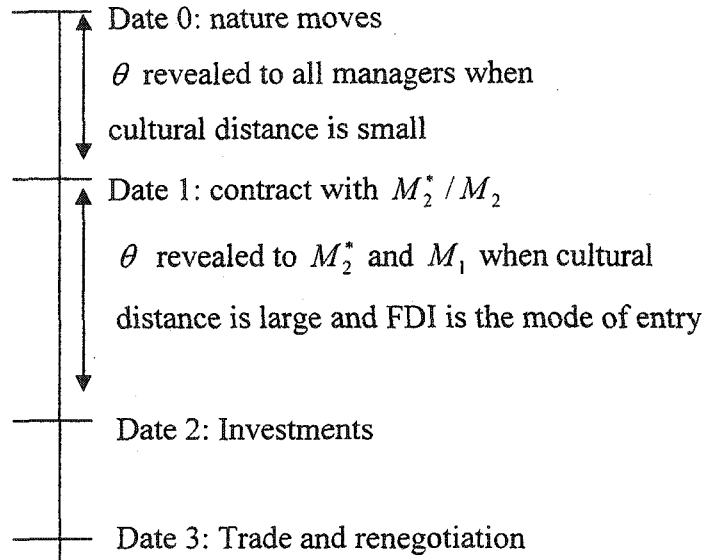 Date 0: nature moves
θ revealed to all managers when
cultural distance is small
Date 1: contract with M₂* / M₂
θ revealed to M₂* and M₁ when cultural
distance is large and FDI is the mode of entry
Date 2: Investments
Date 3: Trade and renegotiation